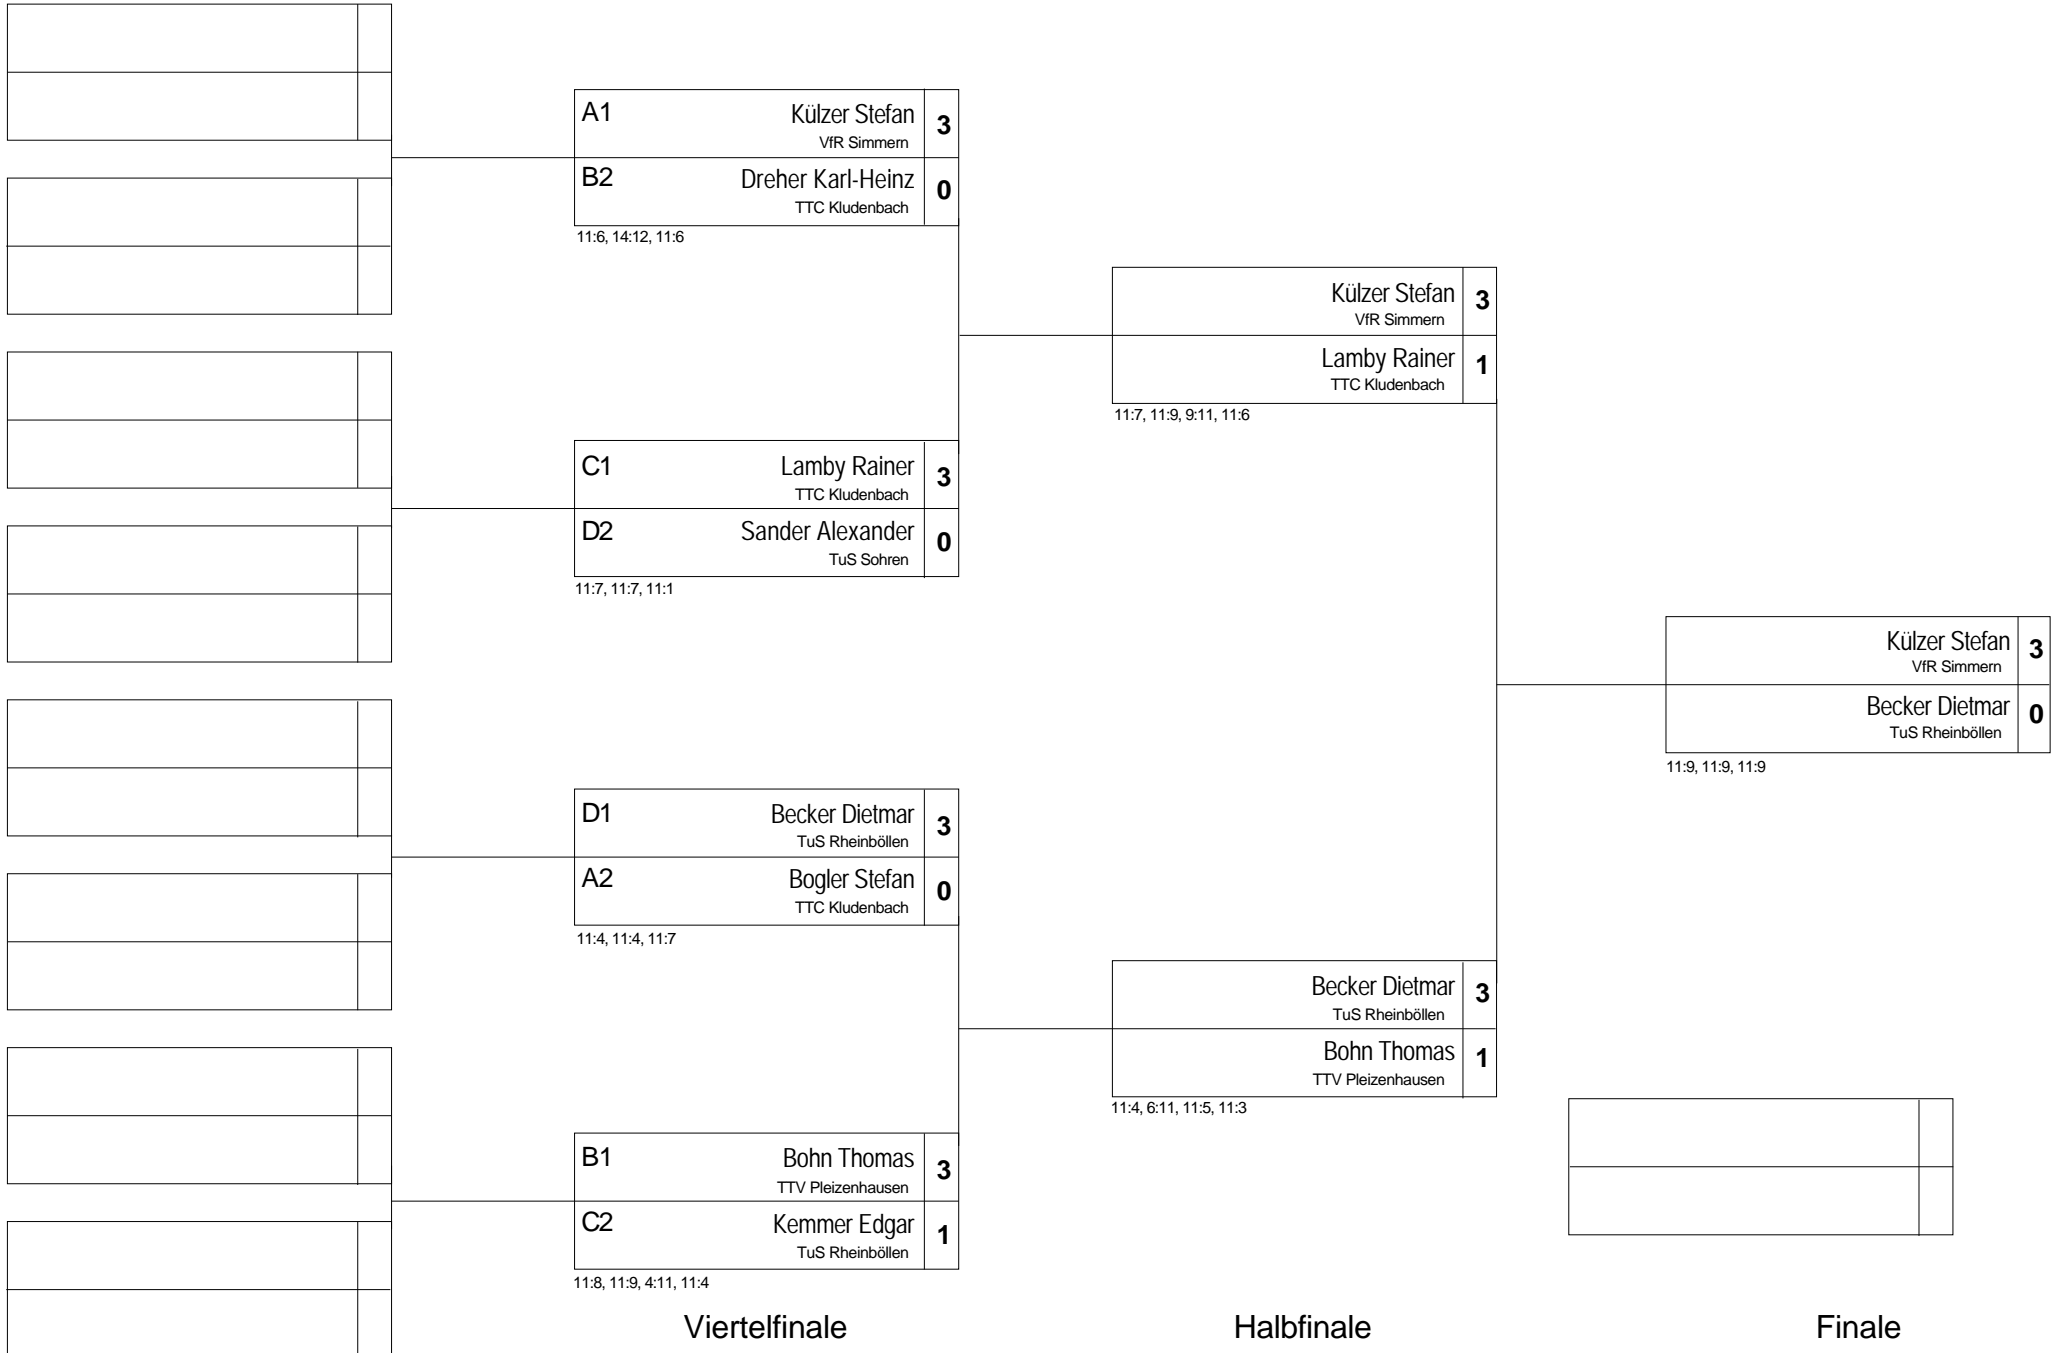 A1 Külzer Stefan 3
VfR Simmern
B2 Dreher Karl-Heinz 0
TTC Kludenbach
11:6, 14:12, 11:6
C1 Lamby Rainer 3
TTC Kludenbach
D2 Sander Alexander 0
TuS Sohren
11:7, 11:7, 11:1
D1 Becker Dietmar 3
TuS Rheinböllen
A2 Bogler Stefan 0
TTC Kludenbach
11:4, 11:4, 11:7
B1 Bohn Thomas 3
TTV Pleizenhausen
C2 Kemmer Edgar 1
TuS Rheinböllen
11:8, 11:9, 4:11, 11:4
Viertelfinale
Külzer Stefan 3
VfR Simmern
Lamby Rainer 1
TTC Kludenbach
11:7, 11:9, 9:11, 11:6
Becker Dietmar 3
TuS Rheinböllen
Bohn Thomas 1
TTV Pleizenhausen
11:4, 6:11, 11:5, 11:3
Halbfinale
Külzer Stefan 3
VfR Simmern
Becker Dietmar 0
TuS Rheinböllen
11:9, 11:9, 11:9
Finale